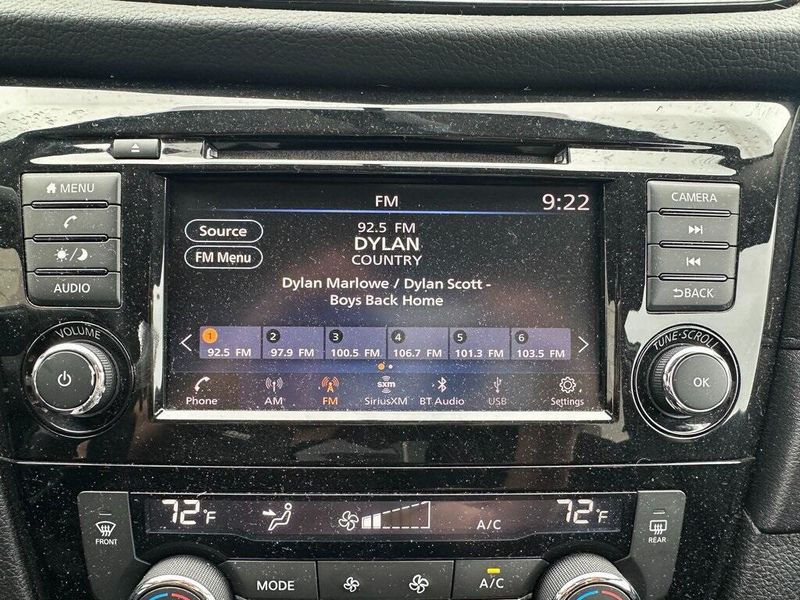 MENU
AUDIO
VOLUME
FM
9:22
Source
FM Menu
92.5 FM
DYLAN
COUNTRY
Dylan Marlowe / Dylan Scott -
Boys Back Home
1 2 3 4 5 6
92.5 FM 97.9 FM 100.5 FM 106.7 FM 101.3 FM 103.5 FM
sxm
Phone AM FM SiriusXM BT Audio USB Settings
CAMERA
BACK
TUNE·SCROLL
OK
72°F A/C 72°F
FRONT
REAR
MODE
A/C